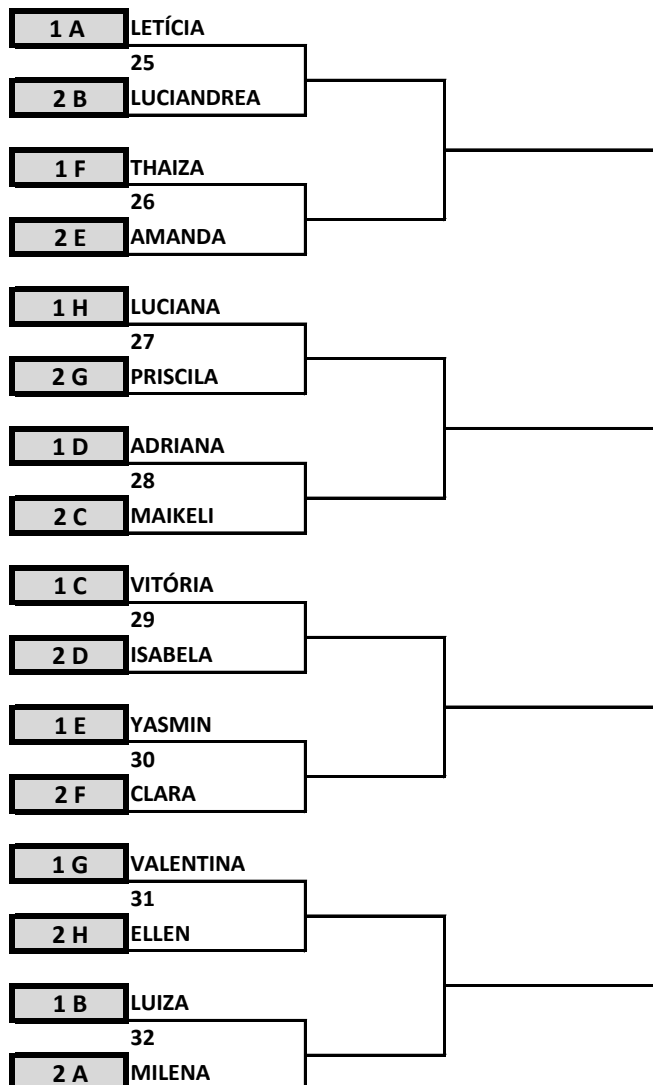 1 A LETÍCIA
25
2 B LUCIANDREA
1 F THAIZA
26
2 E AMANDA
1 H LUCIANA
27
2 G PRISCILA
1 D ADRIANA
28
2 C MAIKELI
1 C VITÓRIA
29
2 D ISABELA
1 E YASMIN
30
2 F CLARA
1 G VALENTINA
31
2 H ELLEN
1 B LUIZA
32
2 A MILENA